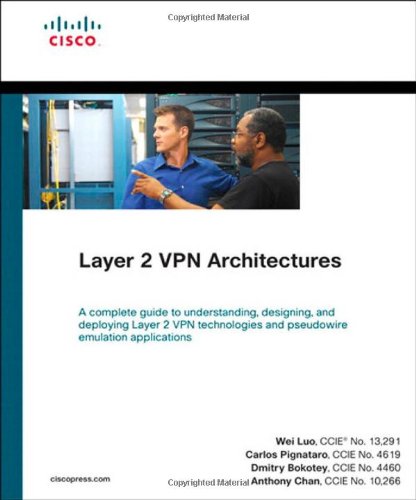 Copyrighted Material
CISCO
Layer 2 VPN Architectures
A complete guide to understanding, designing, and
deploying Layer 2 VPN technologies and pseudowire
emulation applications
Wei Luo, CCIE® No. 13,291
Carlos Pignataro, CCIE No. 4619
Dmitry Bokotey, CCIE No. 4460
Anthony Chan, CCIE No. 10,266
ciscopress.com
Copyrighted Material